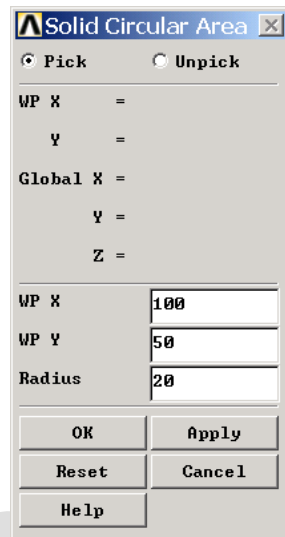 Solid Circular Area
Pick Unpick
WP X =
Y =
Global X =
Y =
Z =
WP X 100
WP Y 50
Radius 20
OK Apply
Reset Cancel
Help